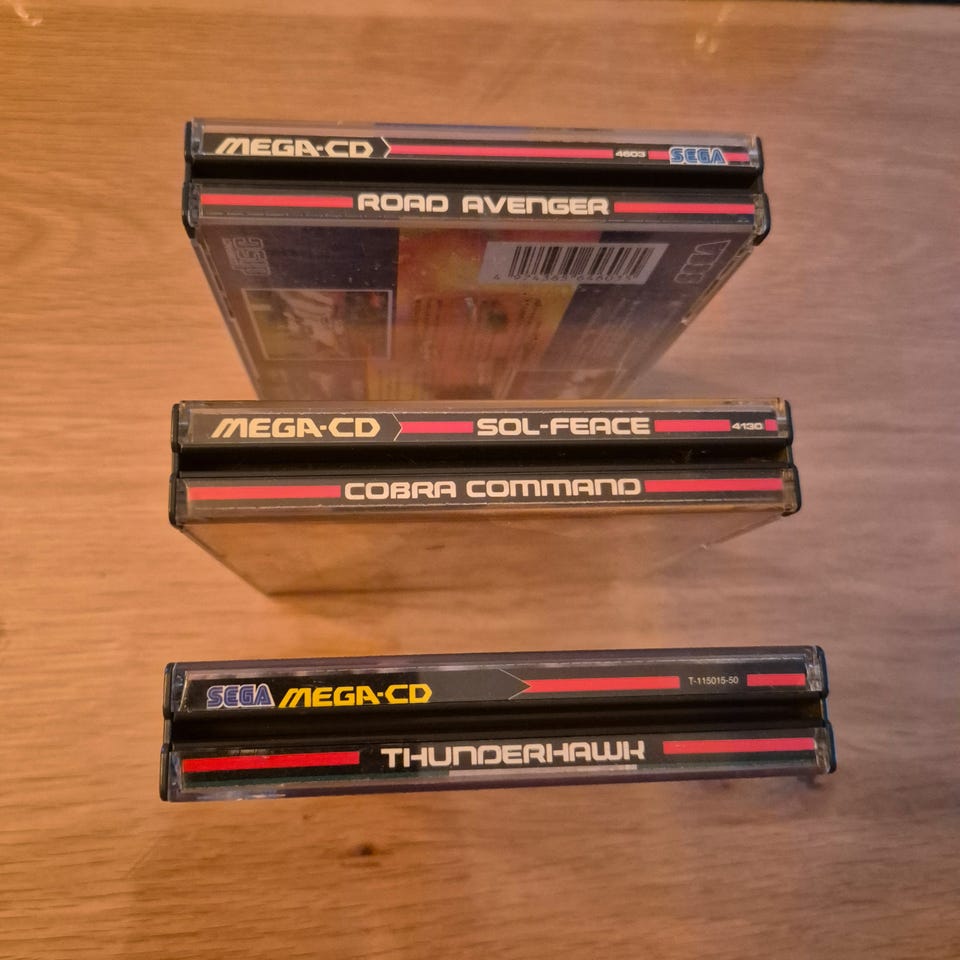 MEGA-CD 4603 SEGA
ROAD AVENGER
MEGA-CD SOL-FEACE 4130
COBRA COMMAND
SEGA MEGA-CD T-115015-50
THUNDERHAWK